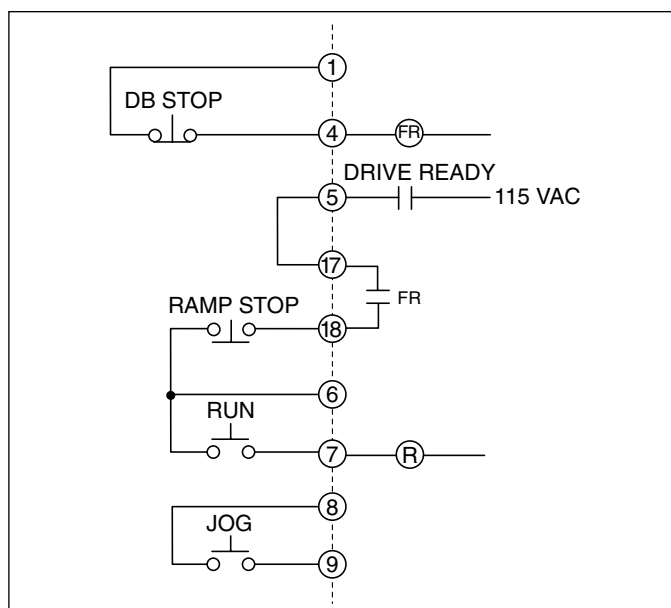 1
DB STOP
4 FR
DRIVE READY
5 115 VAC
17
FR
RAMP STOP
18
6
RUN
7 R
8
JOG
9